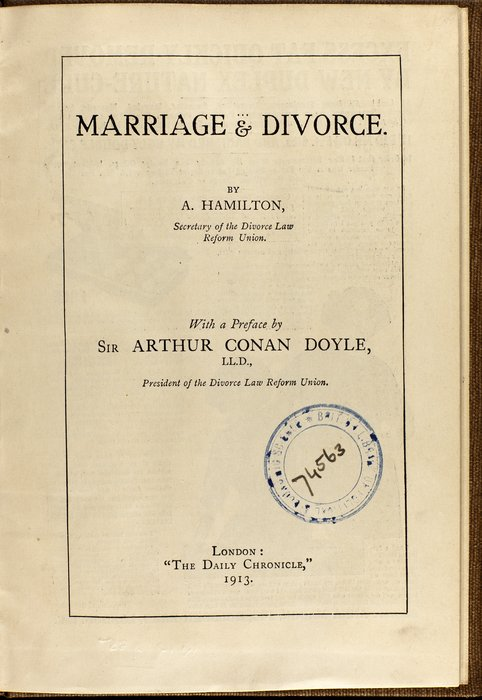 MARRIAGE & DIVORCE.
BY
A. HAMILTON,
Secretary of the Divorce Law
Reform Union.
With a Preface by
SIR ARTHUR CONAN DOYLE,
LL.D.,
President of the Divorce Law Reform Union.
74563
LONDON:
"THE DAILY CHRONICLE,"
1913.